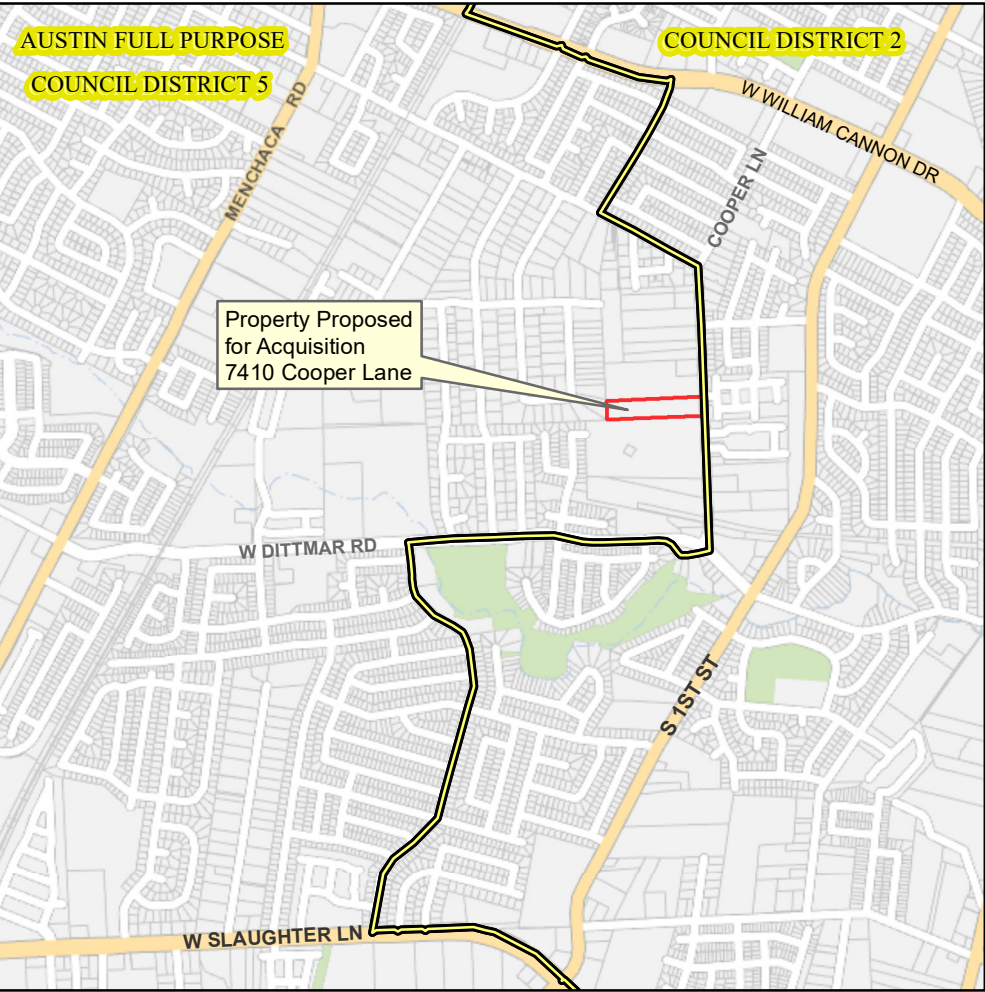 AUSTIN FULL PURPOSE
COUNCIL DISTRICT 5
COUNCIL DISTRICT 2
MENCHACA RD
W WILLIAM CANNON DR
COOPER LN
Property Proposed
for Acquisition
7410 Cooper Lane
W DITTMAR RD
S 1ST ST
W SLAUGHTER LN